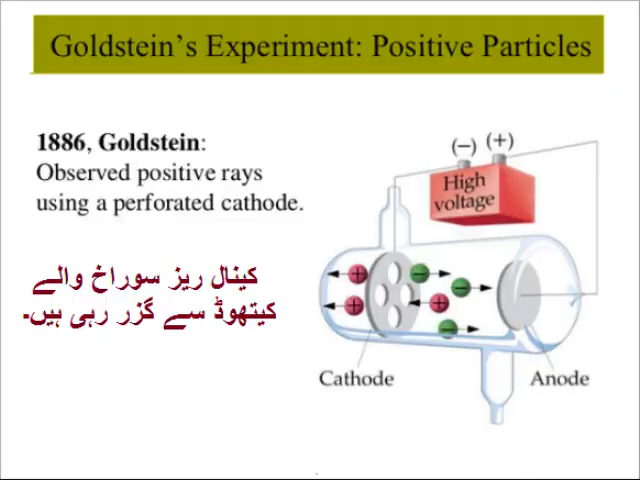 Goldstein's Experiment: Positive Particles
1886, Goldstein:
Observed positive rays
using a perforated cathode.
کینال ریز سوراخ والے
کیتھوڈ سے گزر رہی ہیں۔
(−) (+)
High
voltage
+ − − + + −
Cathode
Anode